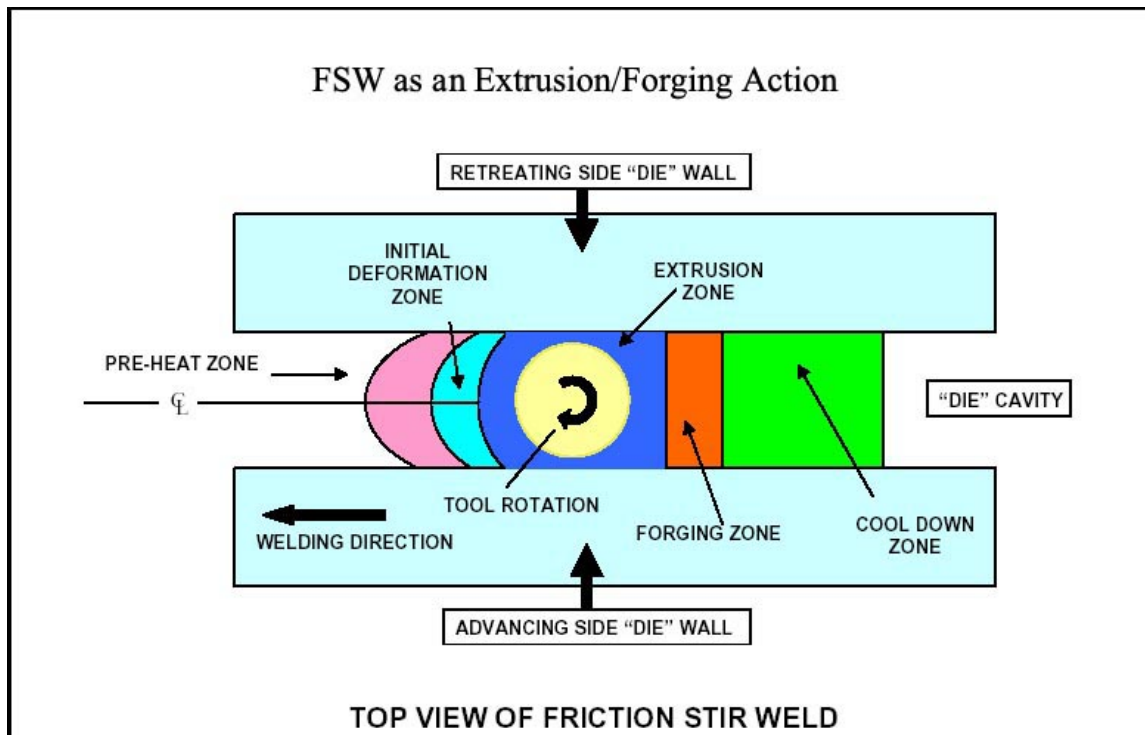 FSW as an Extrusion/Forging Action
RETREATING SIDE “DIE” WALL
INITIAL
DEFORMATION
ZONE
EXTRUSION
ZONE
PRE-HEAT ZONE
℄
“DIE” CAVITY
TOOL ROTATION
WELDING DIRECTION
FORGING ZONE
COOL DOWN
ZONE
ADVANCING SIDE “DIE” WALL
TOP VIEW OF FRICTION STIR WELD